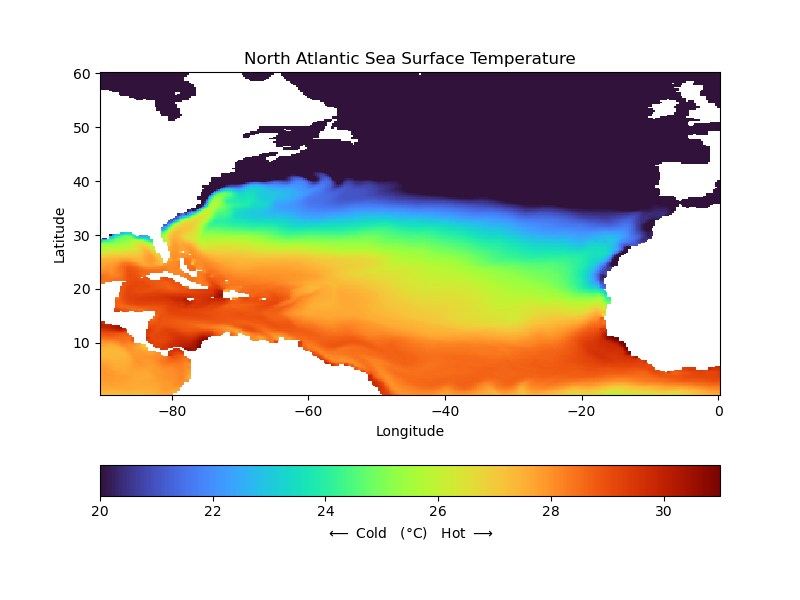 North Atlantic Sea Surface Temperature
60
50
40
30
20
10
Latitude
−80 −60 −40 −20 0
Longitude
20 22 24 26 28 30
⟵ Cold (°C) Hot ⟶